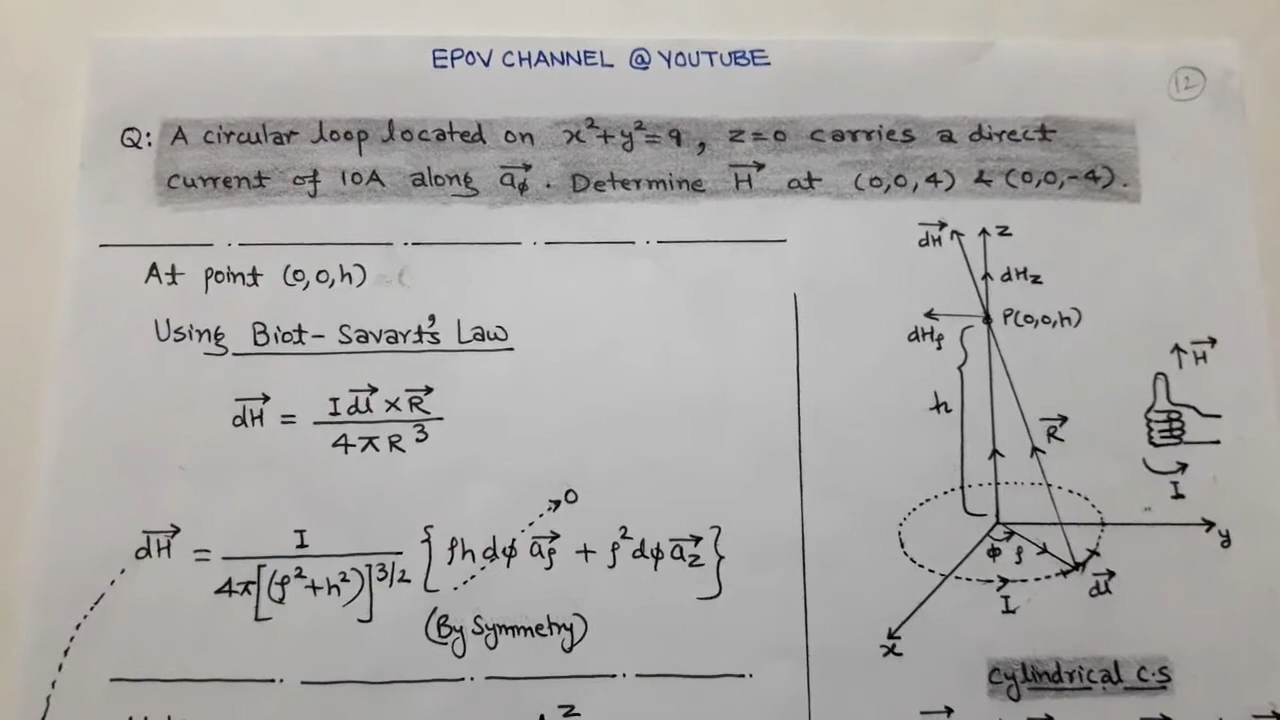 EPOV CHANNEL @ YOUTUBE
12
Q: A circular loop located on x²+y²=9, z=0 carries a direct
current of 10A along a⃗ϕ. Determine H⃗ at (0,0,4) & (0,0,-4).
At point (0,0,h)
Using Biot-Savart's Law
dH⃗ = I dl⃗ × R⃗ / 4πR³
dH⃗ = I / 4π[(ρ²+h²)]^3/2 {ρh dϕ a⃗ρ + ρ² dϕ a⃗z}
0
(By Symmetry)
dH⃗
z
dHz
P(0,0,h)
dHρ
h
R⃗
H⃗
I
y
ϕ ρ
dl⃗
I
x
Cylindrical C.S
z